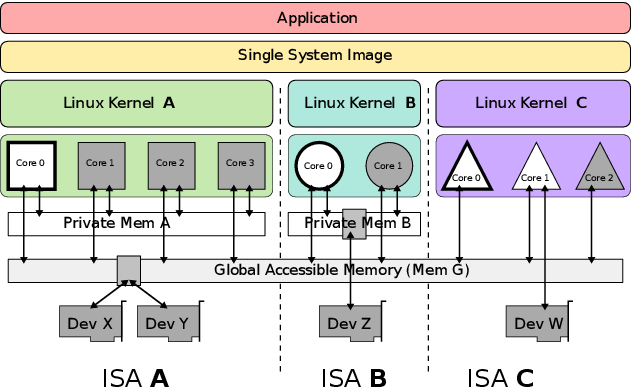 Application
Single System Image
Linux Kernel A
Linux Kernel B
Linux Kernel C
Core 0
Core 1
Core 2
Core 3
Core 0
Core 1
Core 0
Core 1
Core 2
Private Mem A
Private Mem B
Global Accessible Memory (Mem G)
Dev X
Dev Y
Dev Z
Dev W
ISA A
ISA B
ISA C